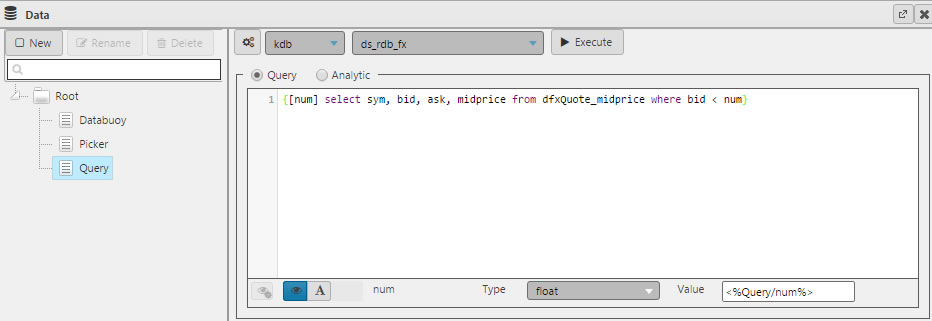 Data
New
Rename
Delete
Root
Databuoy
Picker
Query
kdb
ds_rdb_fx
Execute
Query
Analytic
1 {[num] select sym, bid, ask, midprice from dfxQuote_midprice where bid < num}
A
num
Type
float
Value
<%Query/num%>